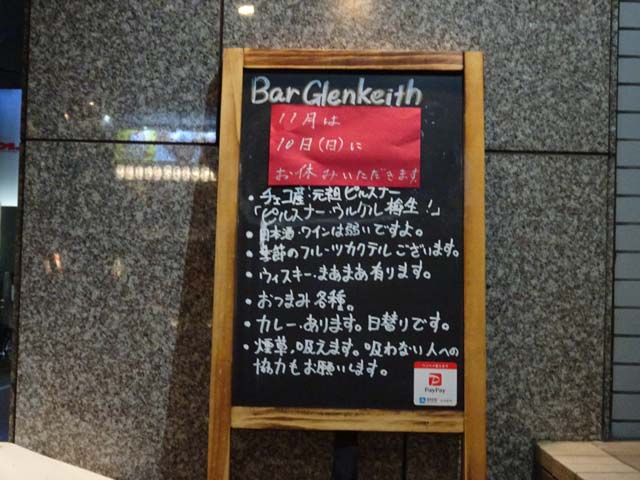 Bar Glenkeith
11月は
10日(日)に
お休みいただきます
・チェコ産:元祖ピルスナー
「ピルスナー・ウルケル樽生!」
・日本酒・ワインは弱いですよ。
・季節のフルーツカクテルございます。
・ウィスキー・まあまあ有ります。
・おつまみ各種。
・カレー・あります。日替りです。
・煙草、吸えます。吸わない人への
協力もお願いします。
PayPay